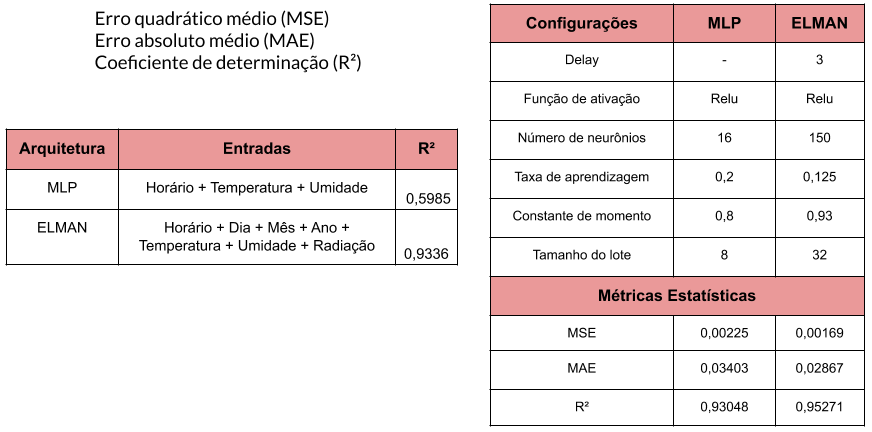 Erro quadrático médio (MSE)
Erro absoluto médio (MAE)
Coeficiente de determinação (R²)
Arquitetura Entradas R²
MLP Horário + Temperatura + Umidade 0,5985
ELMAN Horário + Dia + Mês + Ano +
Temperatura + Umidade + Radiação 0,9336
Configurações MLP ELMAN
Delay - 3
Função de ativação Relu Relu
Número de neurônios 16 150
Taxa de aprendizagem 0,2 0,125
Constante de momento 0,8 0,93
Tamanho do lote 8 32
Métricas Estatísticas
MSE 0,00225 0,00169
MAE 0,03403 0,02867
R² 0,93048 0,95271